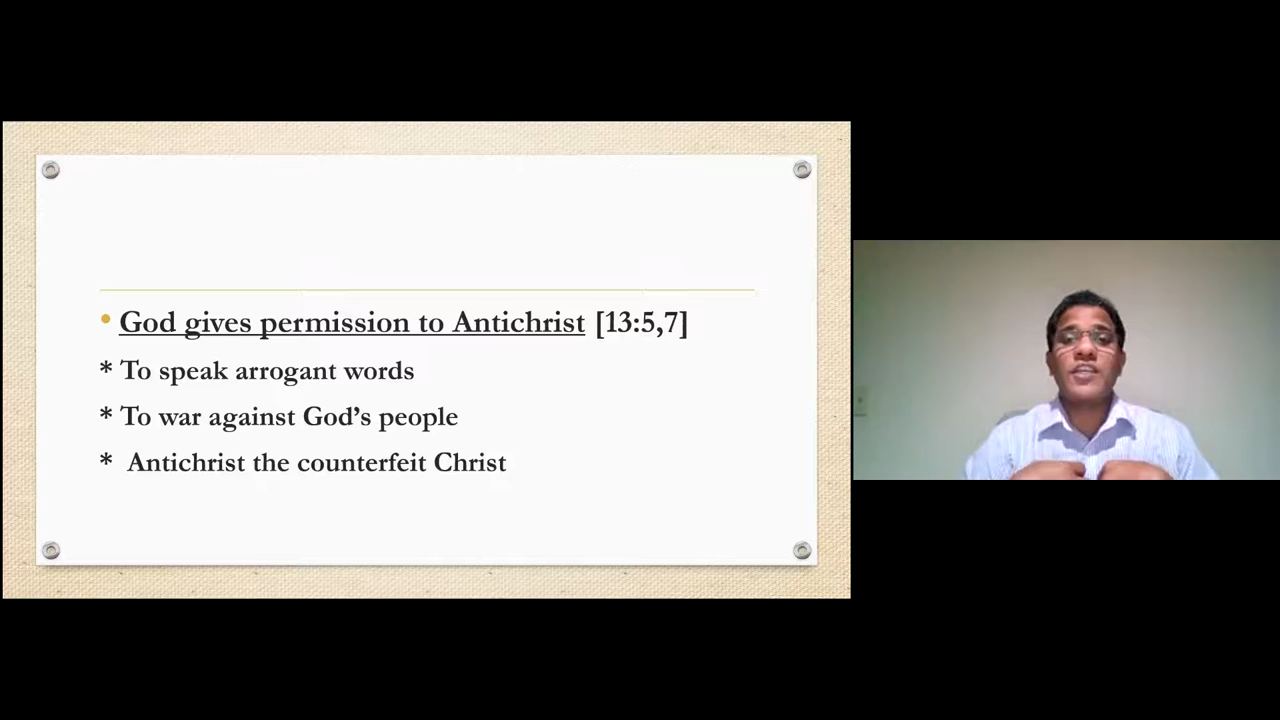 • God gives permission to Antichrist [13:5,7]
* To speak arrogant words
* To war against God’s people
* Antichrist the counterfeit Christ